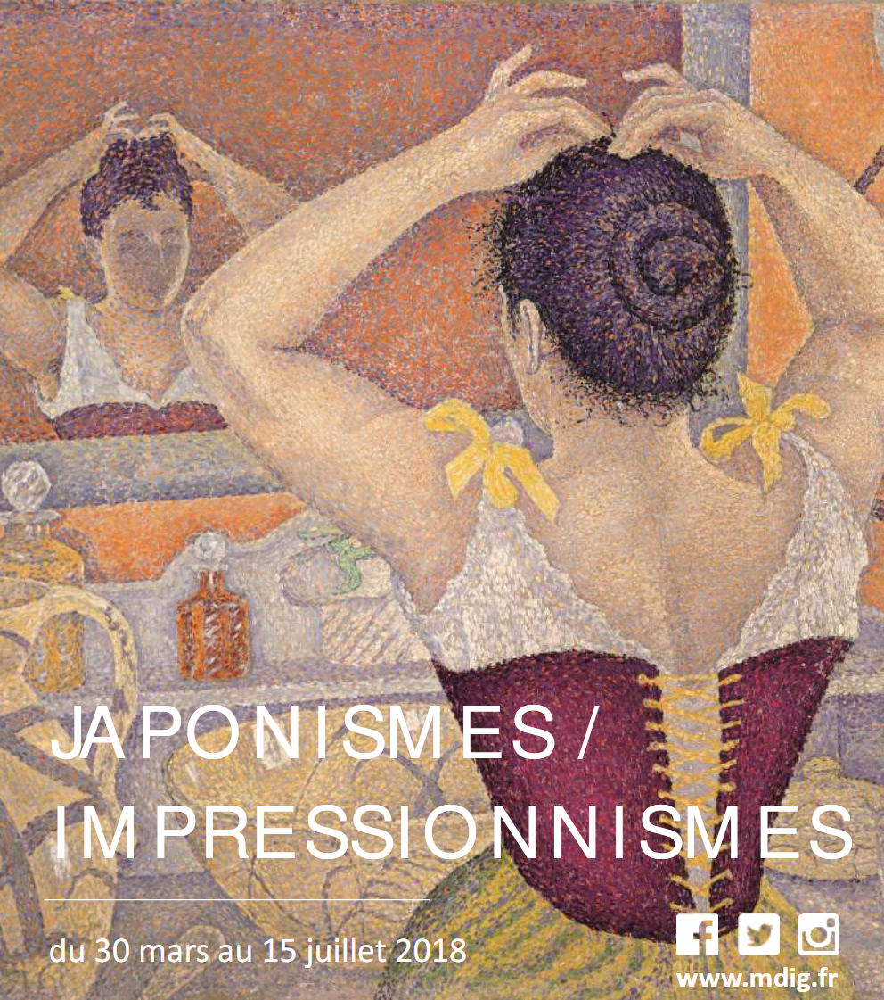 JAPONISMES /
IMPRESSIONNISMES
du 30 mars au 15 juillet 2018
www.mdig.fr